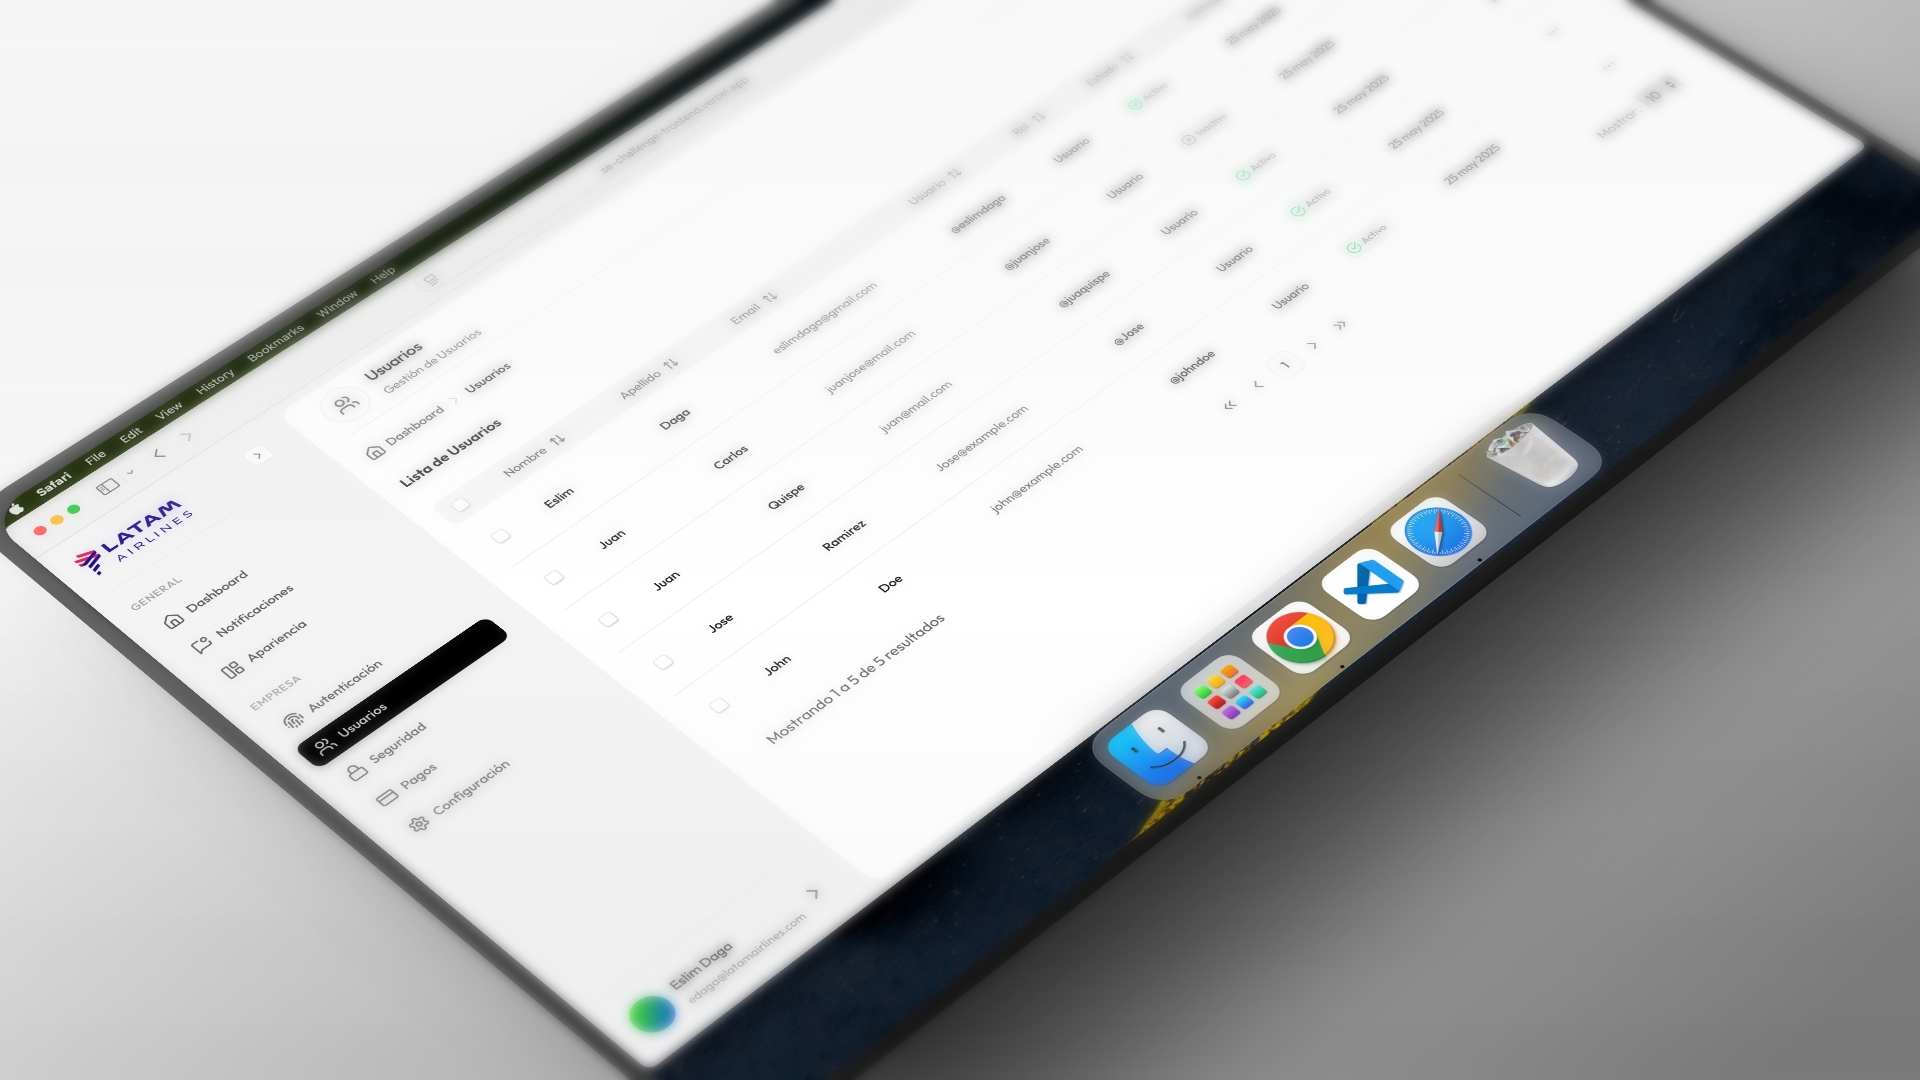 Safari File Edit View History Bookmarks Window Help
se-challenge-frontend.vercel.app
LATAM
AIRLINES
GENERAL
Dashboard
Notificaciones
Apariencia
EMPRESA
Autenticación
Usuarios
Seguridad
Pagos
Configuración
Eslim Daga
edaga@latamairlines.com
Usuarios
Gestión de Usuarios
Dashboard > Usuarios
Lista de Usuarios
Nombre Apellido Email Usuario Rol Estado
Eslim Daga eslimdaga@gmail.com @eslimdaga Usuario Activo 25 may 2025
Juan Carlos juanjose@mail.com @juanjose Usuario Inactivo 25 may 2025
Juan Quispe juan@mail.com @juaquispe Usuario Activo 25 may 2025
Jose Ramirez Jose@example.com @Jose Usuario Activo 25 may 2025
John Doe john@example.com @johndoe Usuario Activo 25 may 2025
Mostrando 1 a 5 de 5 resultados
« < 1 > »
Mostrar: 10